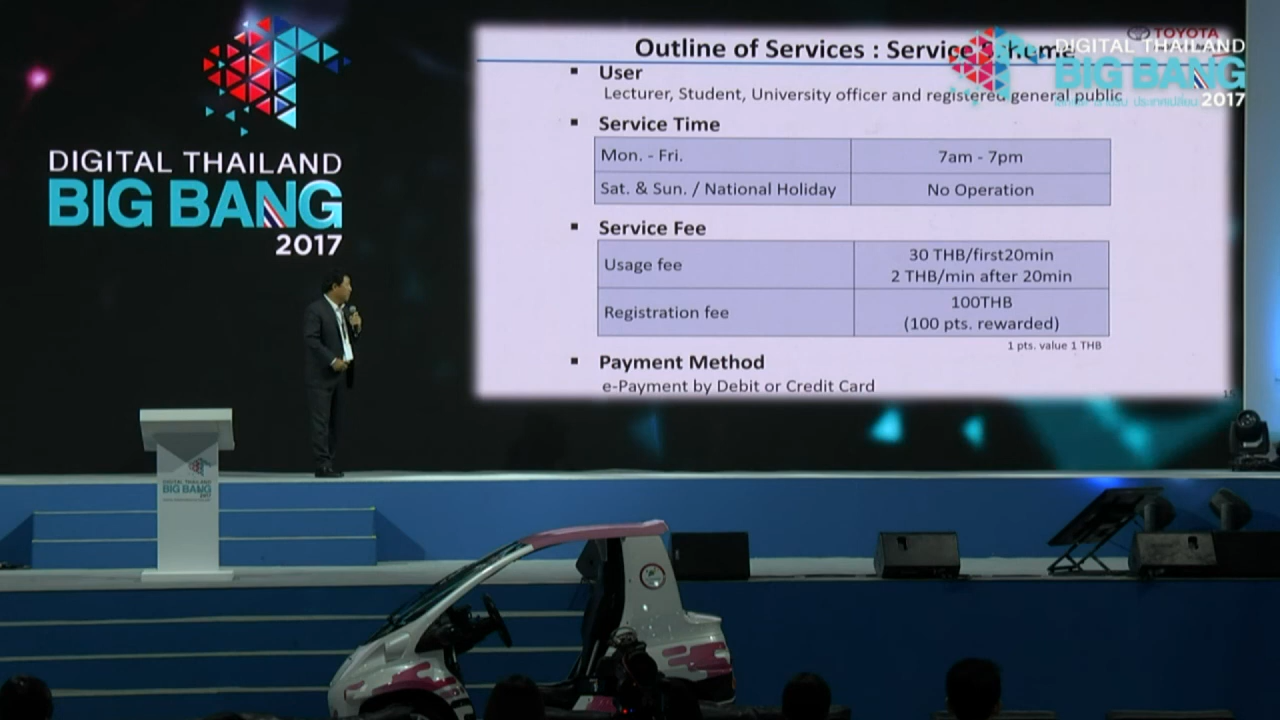 DIGITAL THAILAND
BIG BANG
2017
TOYOTA
Outline of Services : Service Scheme
DIGITAL THAILAND
BIG BANG
2017
▪ User
Lecturer, Student, University officer and registered general public
▪ Service Time
Mon. - Fri. 7am - 7pm
Sat. & Sun. / National Holiday No Operation
▪ Service Fee
Usage fee 30 THB/first20min
2 THB/min after 20min
Registration fee 100THB
(100 pts. rewarded)
1 pts. value 1 THB
▪ Payment Method
e-Payment by Debit or Credit Card
DIGITAL THAILAND
BIG BANG
2017